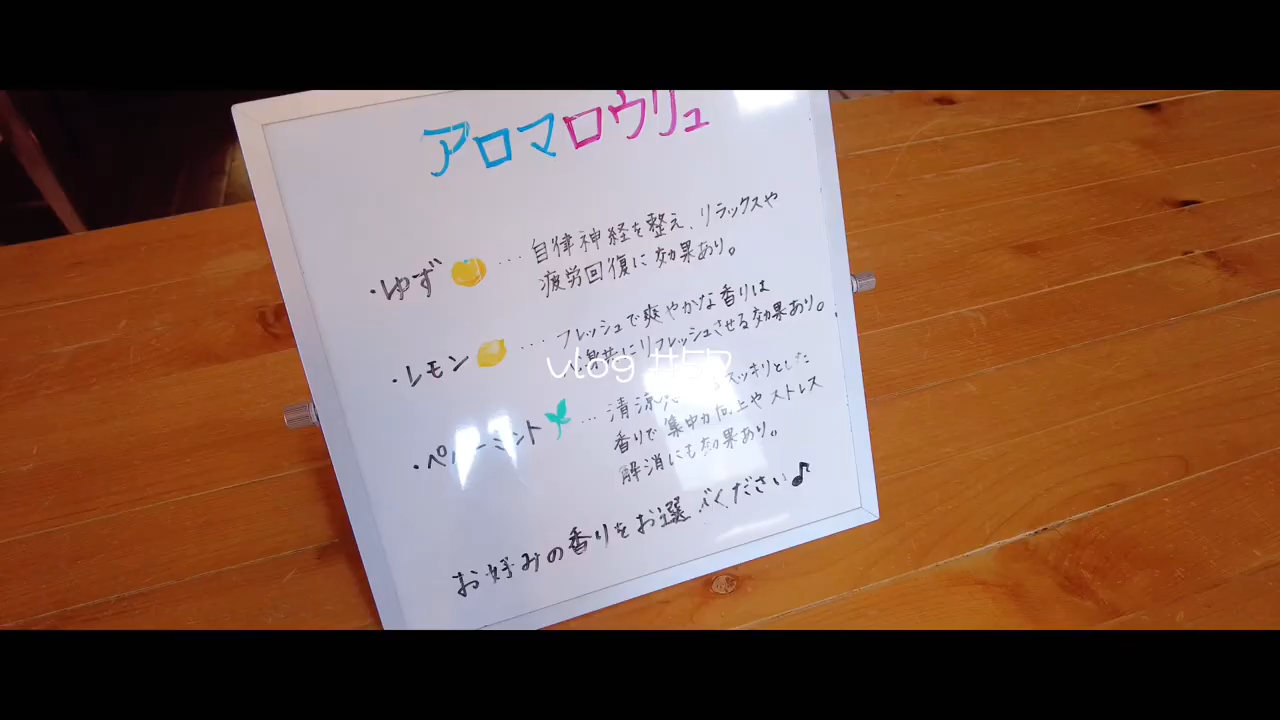 アロマロウリュ
・ゆず … 自律神経を整え、リラックスや
疲労回復に効果あり。
・レモン … フレッシュで爽やかな香りは
にリフレッシュさせる効果あり。
vlog #52
・ペパーミント … 清涼 スッキリとした
香りで集中力向上やストレス
解消にも効果あり。
お好みの香りをお選びください♪